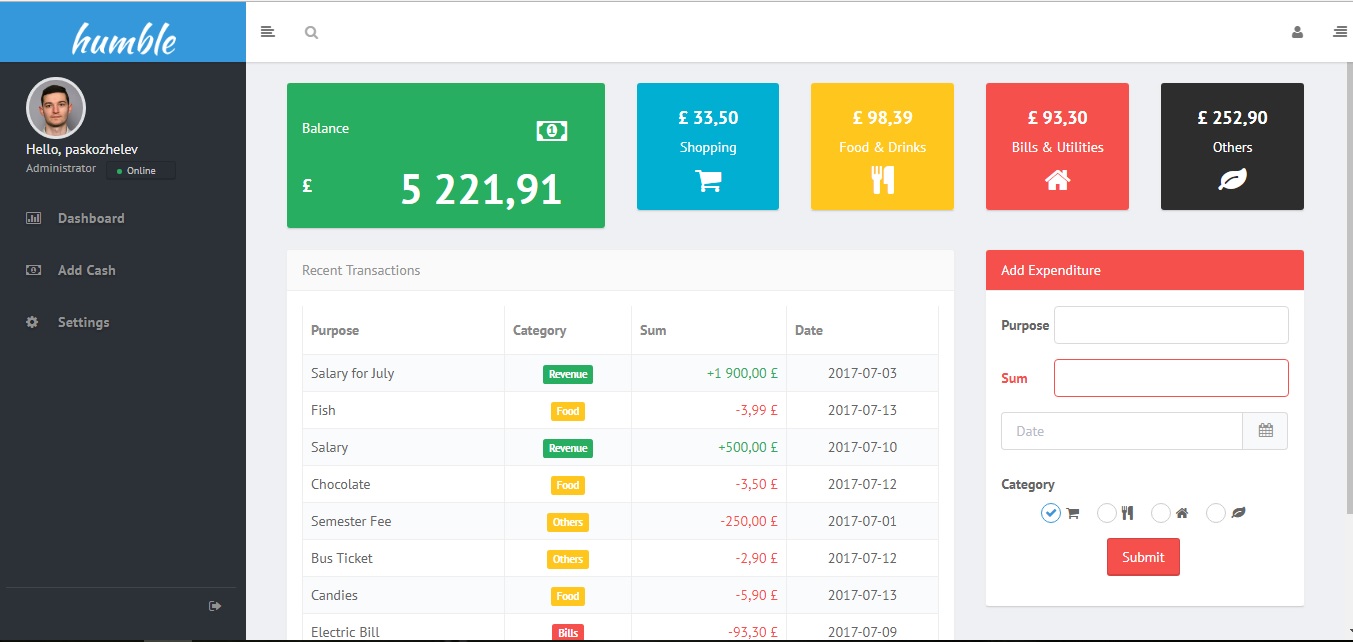 humble
Hello, paskozhelev
Administrator
Online
Dashboard
Add Cash
Settings
Balance
£ 5 221,91
£ 33,50
Shopping
£ 98,39
Food & Drinks
£ 93,30
Bills & Utilities
£ 252,90
Others
Recent Transactions
Purpose Category Sum Date
Salary for July Revenue +1 900,00 £ 2017-07-03
Fish Food -3,99 £ 2017-07-13
Salary Revenue +500,00 £ 2017-07-10
Chocolate Food -3,50 £ 2017-07-12
Semester Fee Others -250,00 £ 2017-07-01
Bus Ticket Others -2,90 £ 2017-07-12
Candies Food -5,90 £ 2017-07-13
Electric Bill Bills -93,30 £ 2017-07-09
Add Expenditure
Purpose
Sum
Date
Category
Submit